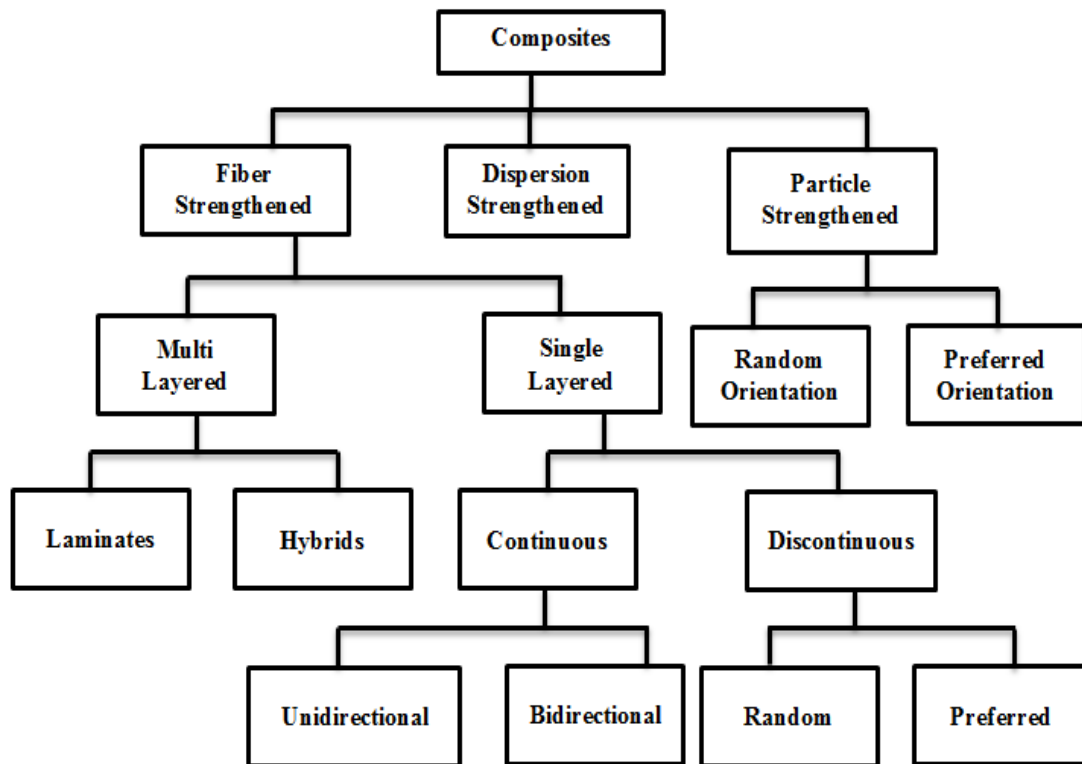 Composites
Fiber
Strengthened
Dispersion
Strengthened
Particle
Strengthened
Multi
Layered
Single
Layered
Random
Orientation
Preferred
Orientation
Laminates
Hybrids
Continuous
Discontinuous
Unidirectional
Bidirectional
Random
Preferred